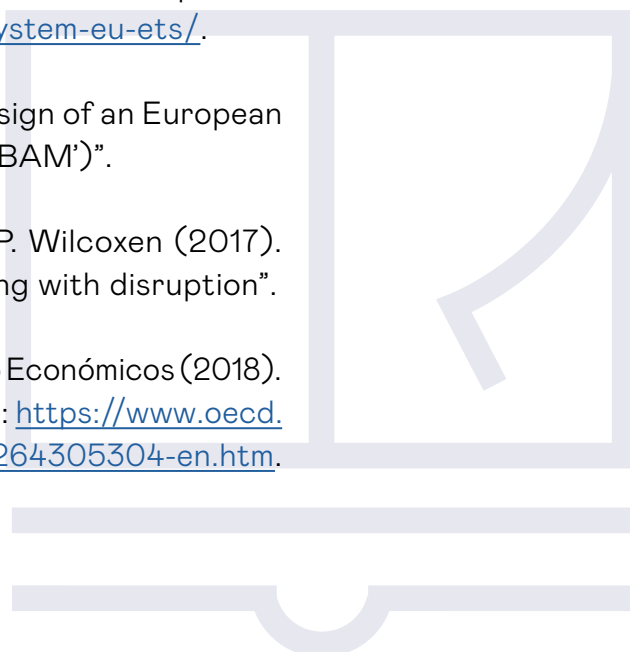 ystem-eu-ets/.
sign of an European
BAM’)”.
P. Wilcoxen (2017).
ng with disruption”.
Económicos (2018).
: https://www.oecd.
264305304-en.htm.